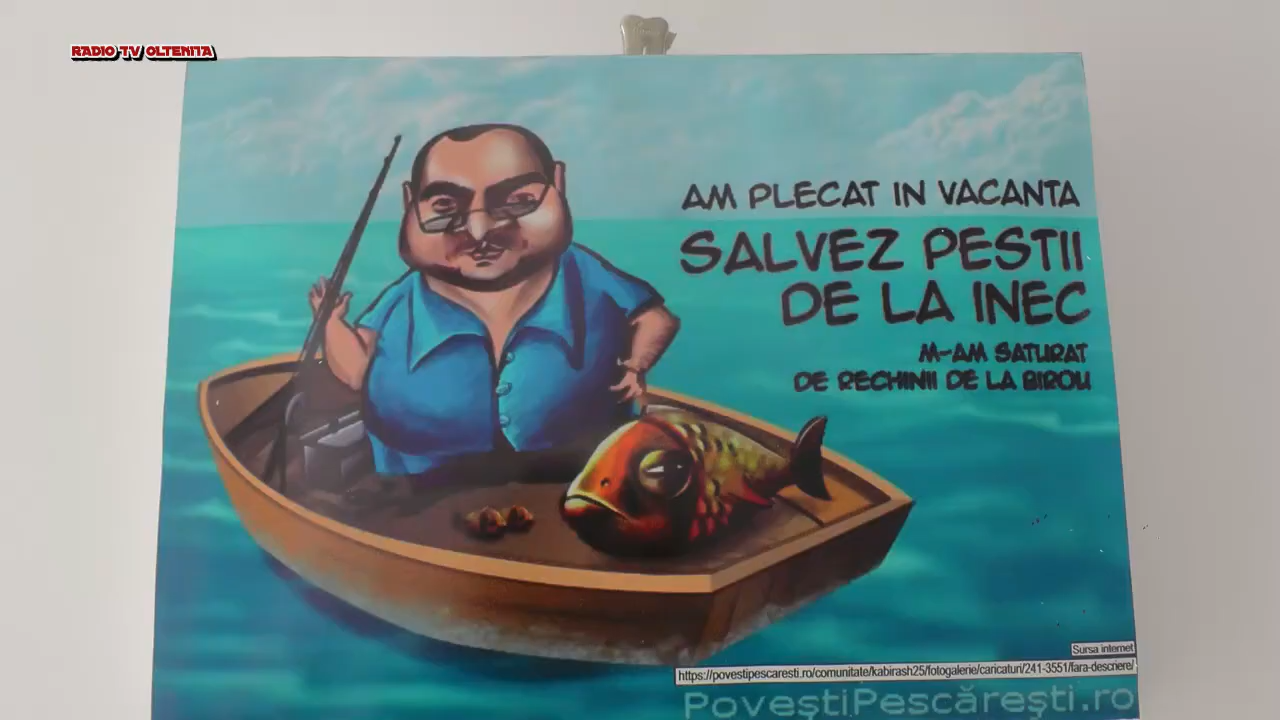 RADIO TV OLTENITA
AM PLECAT IN VACANTA
SALVEZ PESTII
DE LA INEC
M-AM SATURAT
DE RECHINII DE LA BIROU
Sursa internet
https://povestipescaresti.ro/comunitate/kabirash25/fotogalerie/caricaturi/241-3551/fara-descriere/
PoveştiPescăreşti.ro